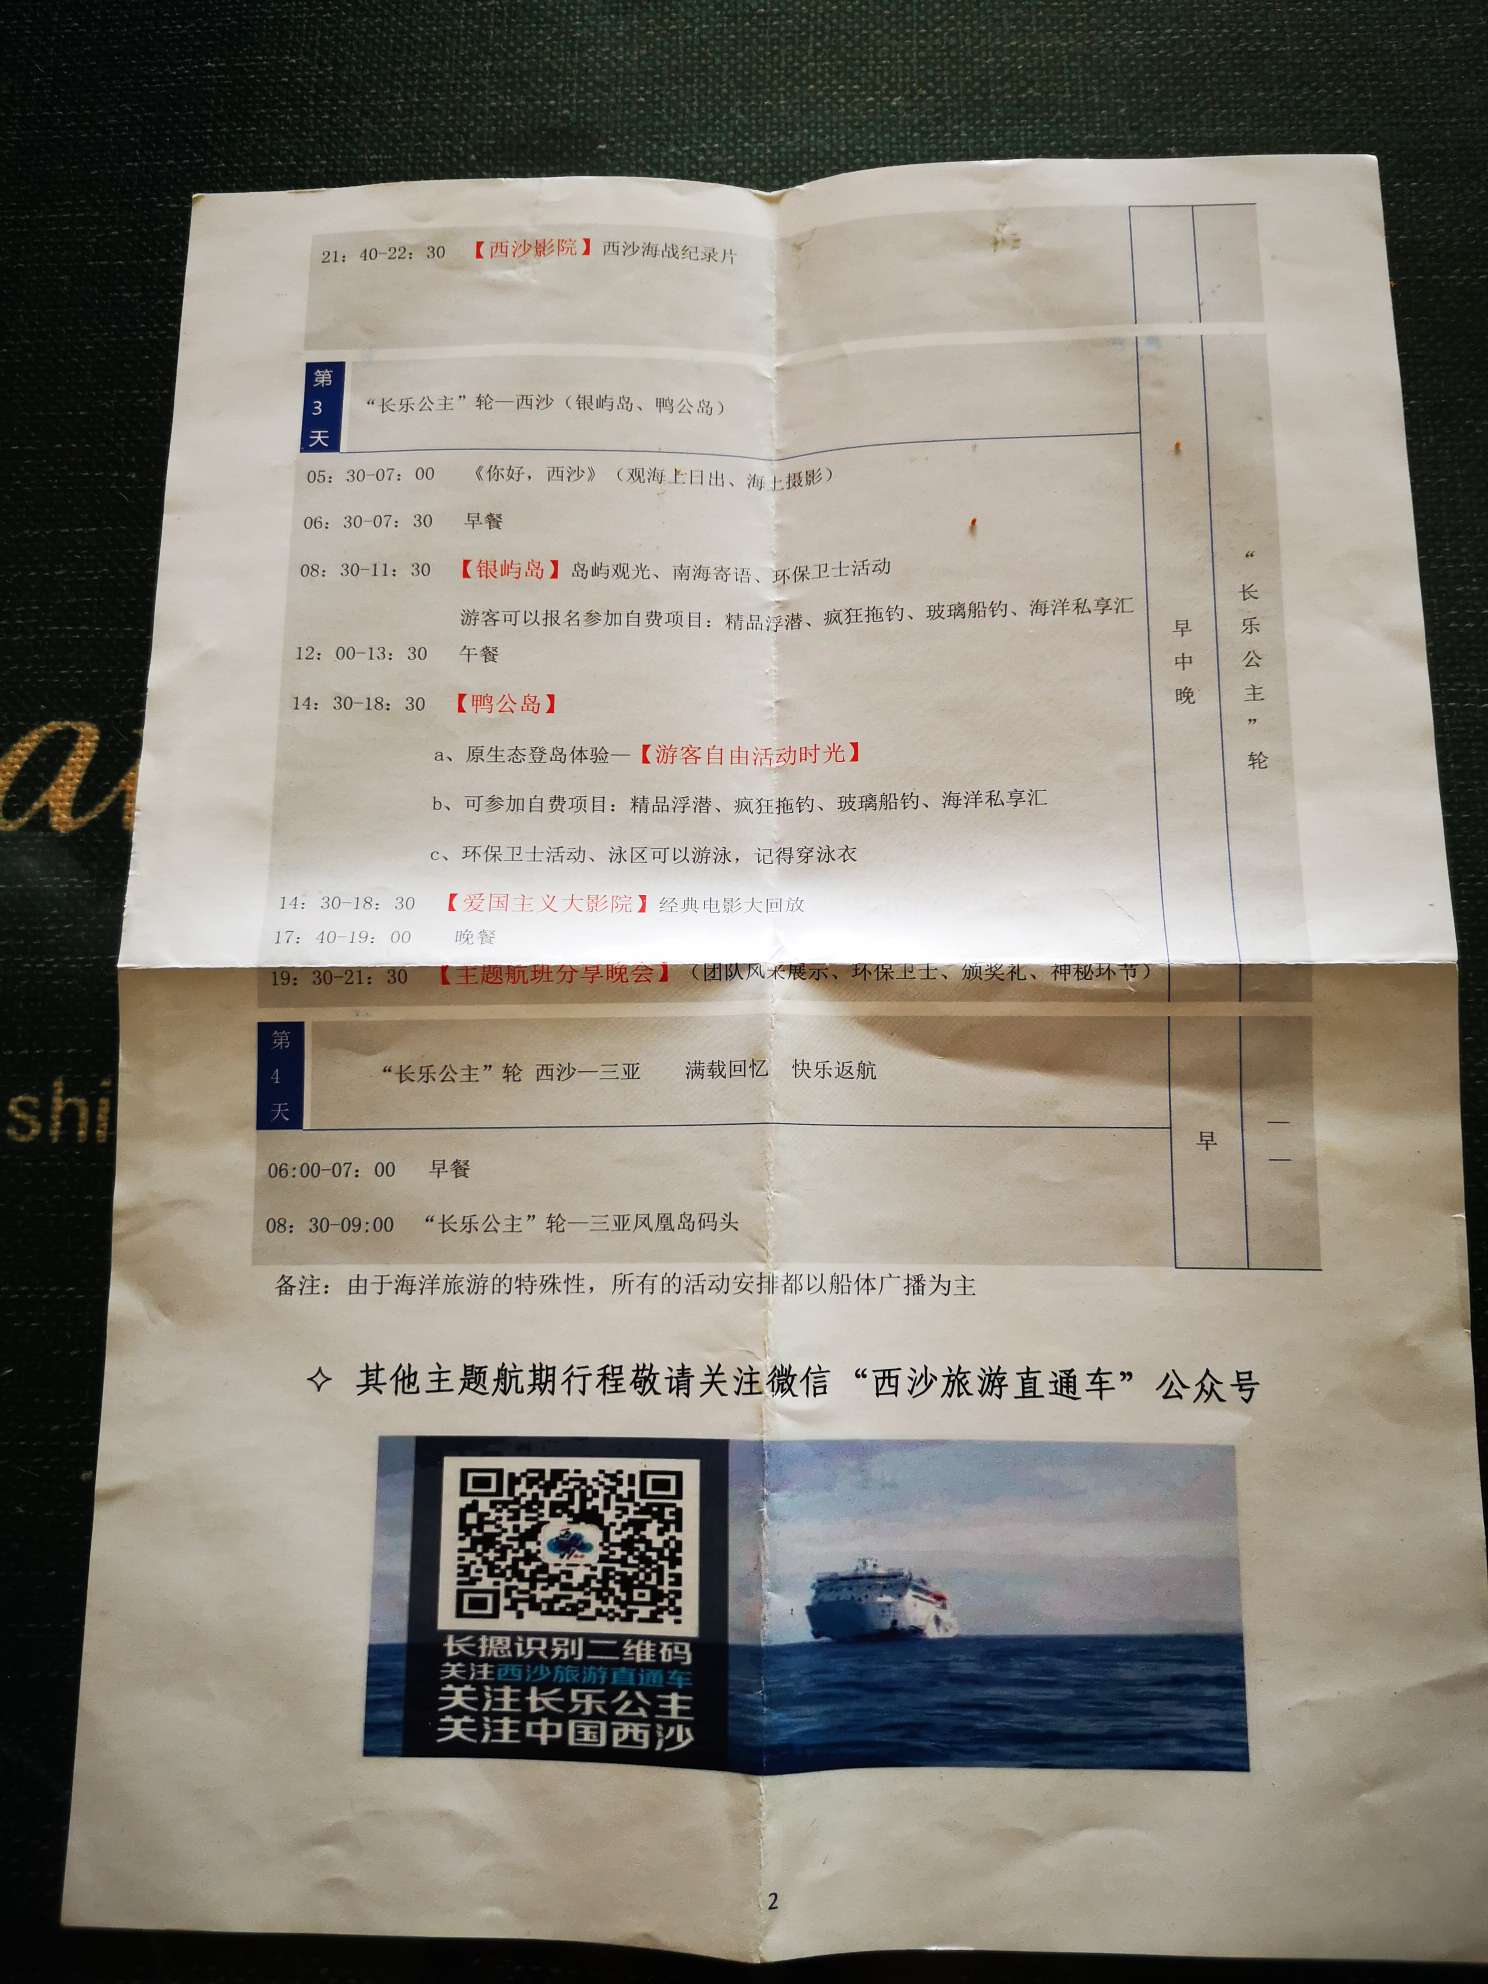 21：40-22：30 【西沙影院】西沙海战纪录片
第3天
“长乐公主”轮—西沙（银屿岛、鸭公岛）
05：30-07：00 《你好，西沙》（观海上日出、海上摄影）
06：30-07：30 早餐
08：30-11：30 【银屿岛】岛屿观光、南海寄语、环保卫士活动
游客可以报名参加自费项目：精品浮潜、疯狂拖钓、玻璃船钓、海洋私享汇
12：00-13：30 午餐
14：30-18：30 【鸭公岛】
a、原生态登岛体验—【游客自由活动时光】
b、可参加自费项目：精品浮潜、疯狂拖钓、玻璃船钓、海洋私享汇
c、环保卫士活动、泳区可以游泳，记得穿泳衣
14：30-18：30 【爱国主义大影院】经典电影大回放
17：40-19：00 晚餐
19：30-21：30 【主题航班分享晚会】（团队风采展示、环保卫士、颁奖礼、神秘环节）
早中晚
“长乐公主”轮
第4天
“长乐公主”轮 西沙—三亚 满载回忆 快乐返航
06:00-07：00 早餐
08：30-09:00 “长乐公主”轮—三亚凤凰岛码头
早
——
备注：由于海洋旅游的特殊性，所有的活动安排都以船体广播为主
✧ 其他主题航期行程敬请关注微信“西沙旅游直通车”公众号
长摁识别二维码
关注西沙旅游直通车
关注长乐公主
关注中国西沙
2
shi